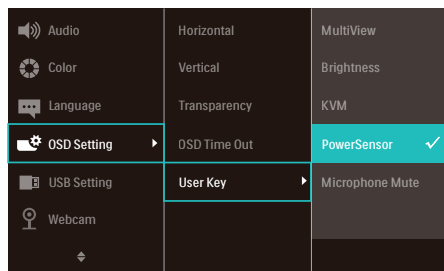 Audio
Horizontal
MultiView
Color
Vertical
Brightness
Language
Transparency
KVM
OSD Setting
OSD Time Out
PowerSensor
USB Setting
User Key
Microphone Mute
Webcam